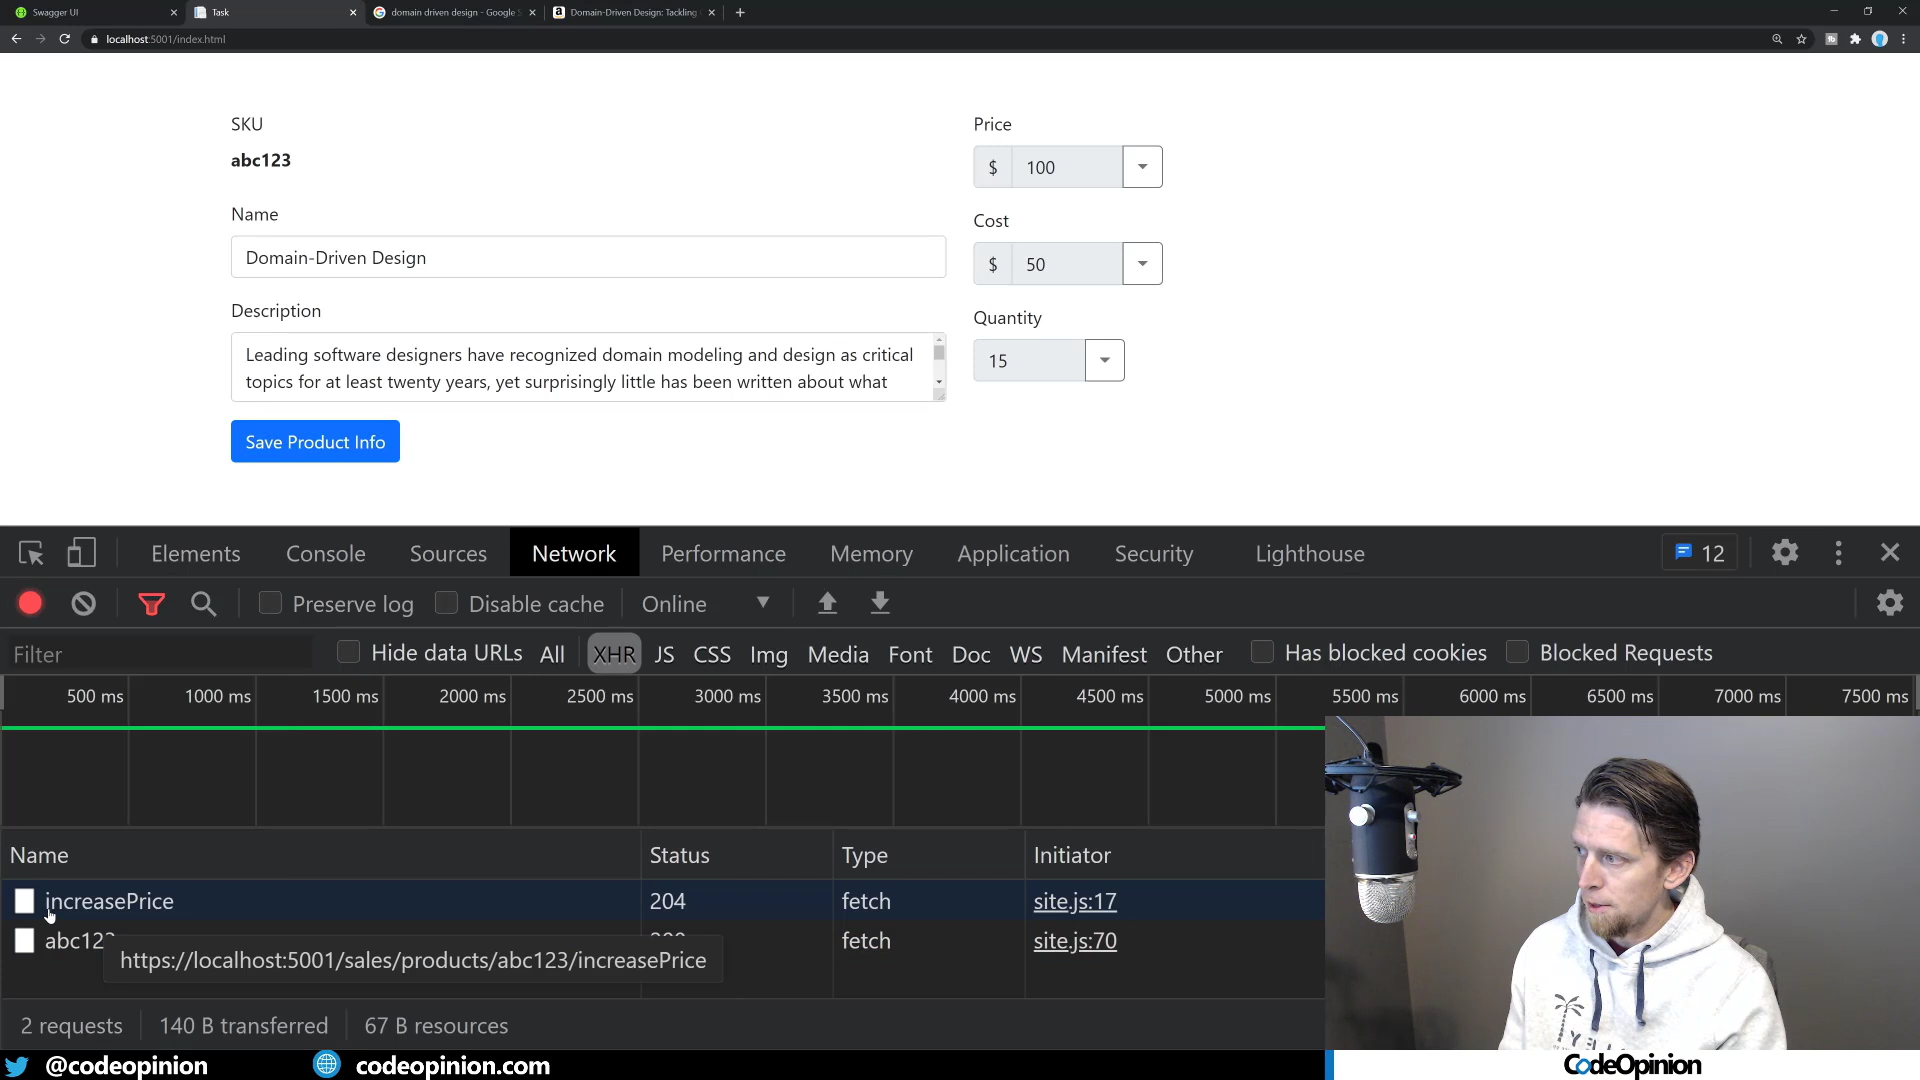 Swagger UI
Task
domain driven design - Google S
Domain-Driven Design: Tackling
localhost:5001/index.html
SKU
abc123
Name
Domain-Driven Design
Description
Leading software designers have recognized domain modeling and design as critical
topics for at least twenty years, yet surprisingly little has been written about what
Save Product Info
Price
$ 100
Cost
$ 50
Quantity
15
Elements Console Sources Network Performance Memory Application Security Lighthouse 12
Preserve log Disable cache Online
Filter Hide data URLs All XHR JS CSS Img Media Font Doc WS Manifest Other Has blocked cookies Blocked Requests
500 ms 1000 ms 1500 ms 2000 ms 2500 ms 3000 ms 3500 ms 4000 ms 4500 ms 5000 ms 5500 ms 6000 ms 6500 ms 7000 ms 7500 ms
Name Status Type Initiator
increasePrice 204 fetch site.js:17
abc123 fetch site.js:70
https://localhost:5001/sales/products/abc123/increasePrice
2 requests 140 B transferred 67 B resources
@codeopinion codeopinion.com
CodeOpinion